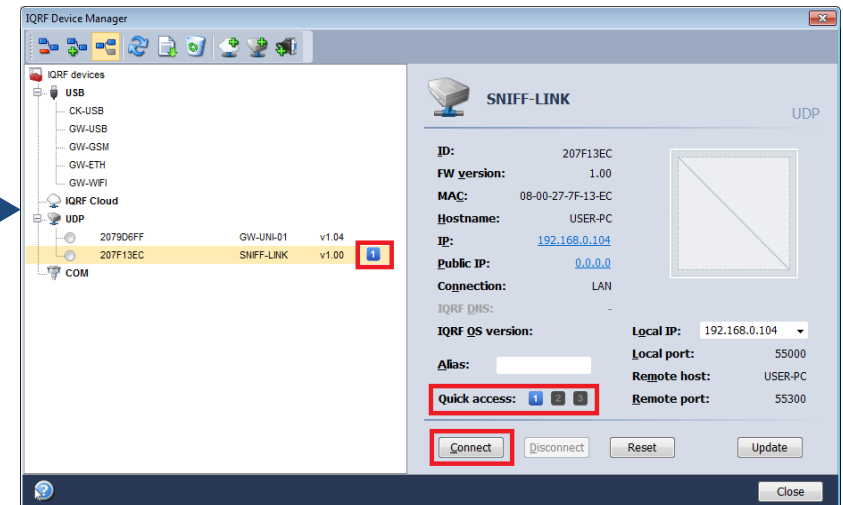 IQRF Device Manager
IQRF devices
USB
CK-USB
GW-USB
GW-GSM
GW-ETH
GW-WIFI
IQRF Cloud
UDP
2079D6FF GW-UNI-01 v1.04
207F13EC SNIFF-LINK v1.00 1
COM
SNIFF-LINK
UDP
ID: 207F13EC
FW version: 1.00
MAC: 08-00-27-7F-13-EC
Hostname: USER-PC
IP: 192.168.0.104
Public IP: 0.0.0.0
Connection: LAN
IQRF DNS: -
IQRF OS version:
Alias:
Quick access: 1 2 3
Local IP: 192.168.0.104
Local port: 55000
Remote host: USER-PC
Remote port: 55300
Connect Disconnect Reset Update
Close